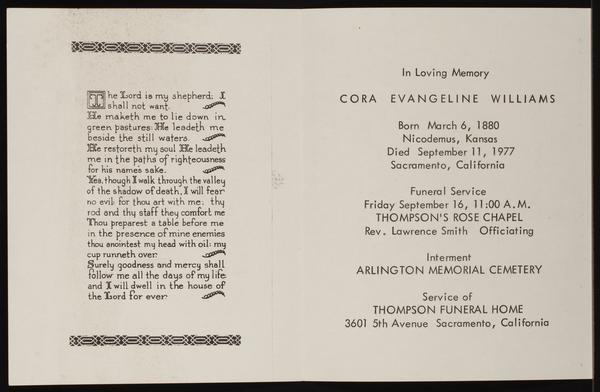 The Lord is my shepherd; I
shall not want.
He maketh me to lie down in
green pastures: He leadeth me
beside the still waters.
He restoreth my soul He leadeth
me in the paths of righteousness
for his name's sake.
Yea, though I walk through the valley
of the shadow of death, I will fear
no evil: for thou art with me; thy
rod and thy staff they comfort me
Thou preparest a table before me
in the presence of mine enemies
thou anointest my head with oil: my
cup runneth over.
Surely goodness and mercy shall
follow me all the days of my life:
and I will dwell in the house of
the Lord for ever.
In Loving Memory
CORA EVANGELINE WILLIAMS
Born March 6, 1880
Nicodemus, Kansas
Died September 11, 1977
Sacramento, California
Funeral Service
Friday September 16, 11:00 A.M.
THOMPSON'S ROSE CHAPEL
Rev. Lawrence Smith Officiating
Interment
ARLINGTON MEMORIAL CEMETERY
Service of
THOMPSON FUNERAL HOME
3601 5th Avenue Sacramento, California